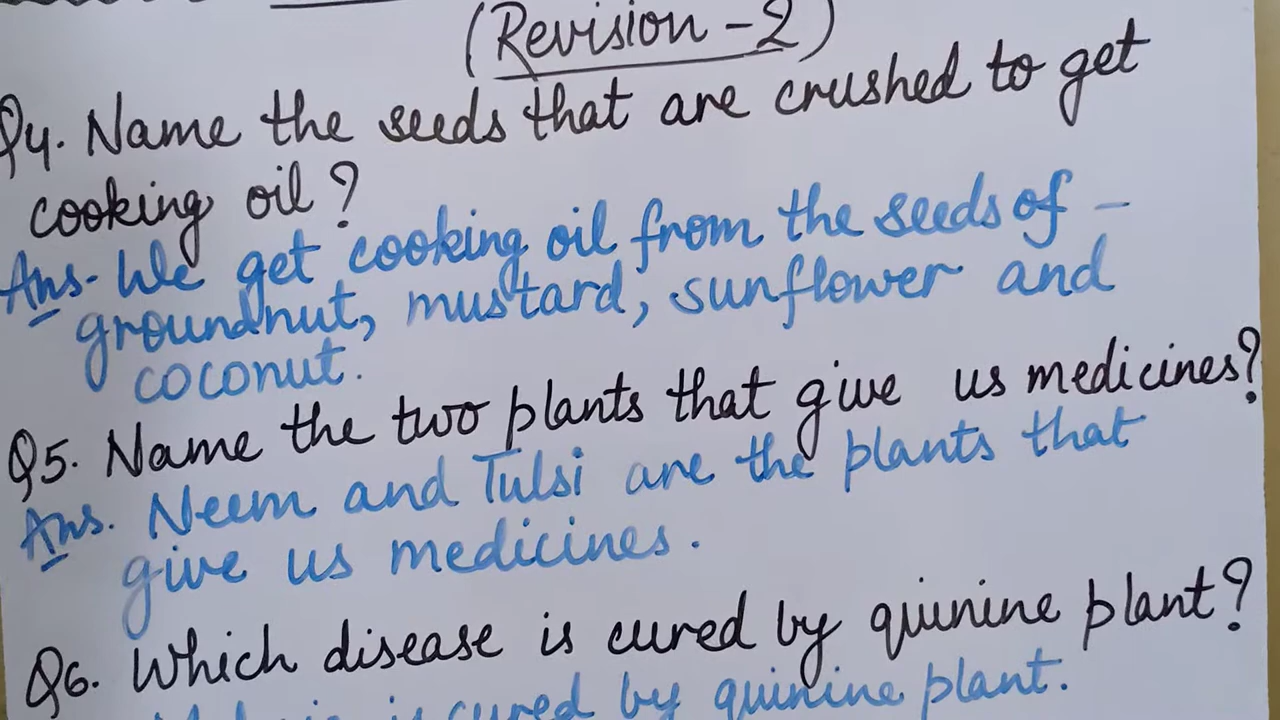 (Revision - 2)
Q4. Name the seeds that are crushed to get
cooking oil?
Ans. We get cooking oil from the seeds of -
groundnut, mustard, sunflower and
coconut.
Q5. Name the two plants that give us medicines?
Ans. Neem and Tulsi are the plants that
give us medicines.
Q6. Which disease is cured by quinine plant?
is cured by quinine plant.